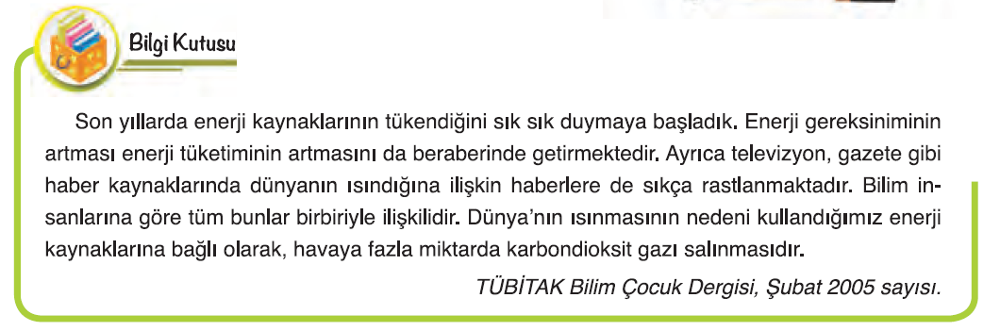 Bilgi Kutusu
Son yıllarda enerji kaynaklarının tükendiğini sık sık duymaya başladık. Enerji gereksiniminin
artması enerji tüketiminin artmasını da beraberinde getirmektedir. Ayrıca televizyon, gazete gibi
haber kaynaklarında dünyanın ısındığına ilişkin haberlere de sıkça rastlanmaktadır. Bilim in-
sanlarına göre tüm bunlar birbiriyle ilişkilidir. Dünya'nın ısınmasının nedeni kullandığımız enerji
kaynaklarına bağlı olarak, havaya fazla miktarda karbondioksit gazı salınmasıdır.
TÜBİTAK Bilim Çocuk Dergisi, Şubat 2005 sayısı.